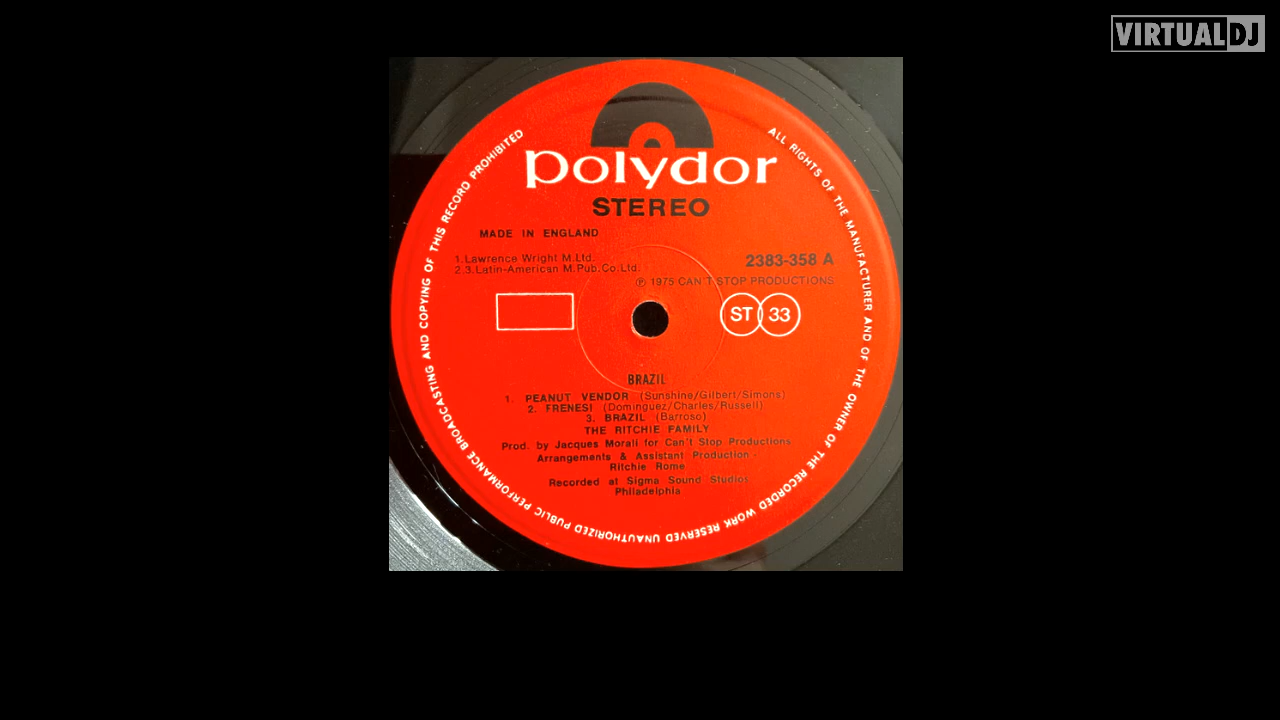 VIRTUALDJ
polydor
STEREO
MADE IN ENGLAND
1.Lawrence Wright M.Ltd.
2.3.Latin-American M.Pub.Co.Ltd.
2383-358 A
℗ 1975 CAN'T STOP PRODUCTIONS
ST 33
BRAZIL
1. PEANUT VENDOR (Sunshine/Gilbert/Simons)
2. FRENESI (Dominguez/Charles/Russell)
3. BRAZIL (Barroso)
THE RITCHIE FAMILY
Prod. by Jacques Morali for Can't Stop Productions
Arrangements & Assistant Production -
Ritchie Rome
Recorded at Sigma Sound Studios
Philadelphia
ALL RIGHTS OF THE MANUFACTURER AND OF THE OWNER OF THE RECORDED WORK RESERVED UNAUTHORIZED PUBLIC PERFORMANCE BROADCASTING AND COPYING OF THIS RECORD PROHIBITED